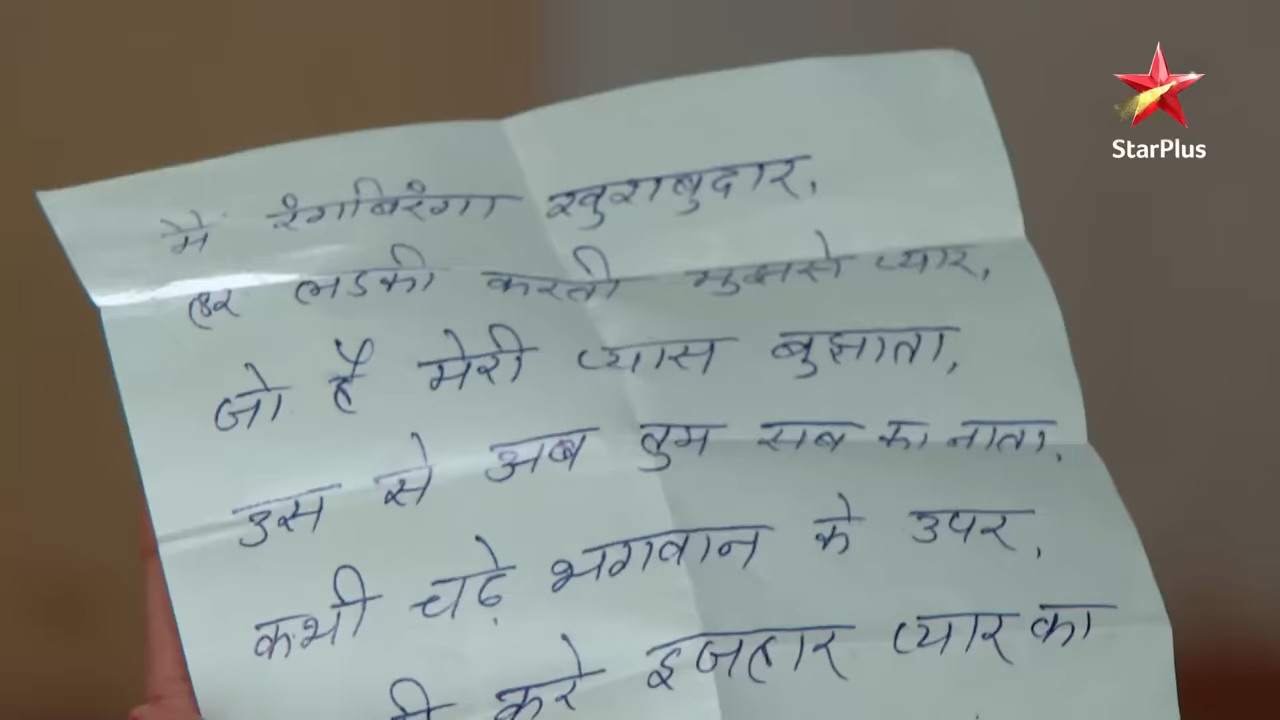 मै रंगबिरंगा खुशबुदार,
हर लडकी करती मुझसे प्यार,
जो है मेरी प्यास बुझाता,
उस से अब तुम सब का नाता,
कभी चढ़े भगवान के उपर,
करे इजहार प्यार का
StarPlus